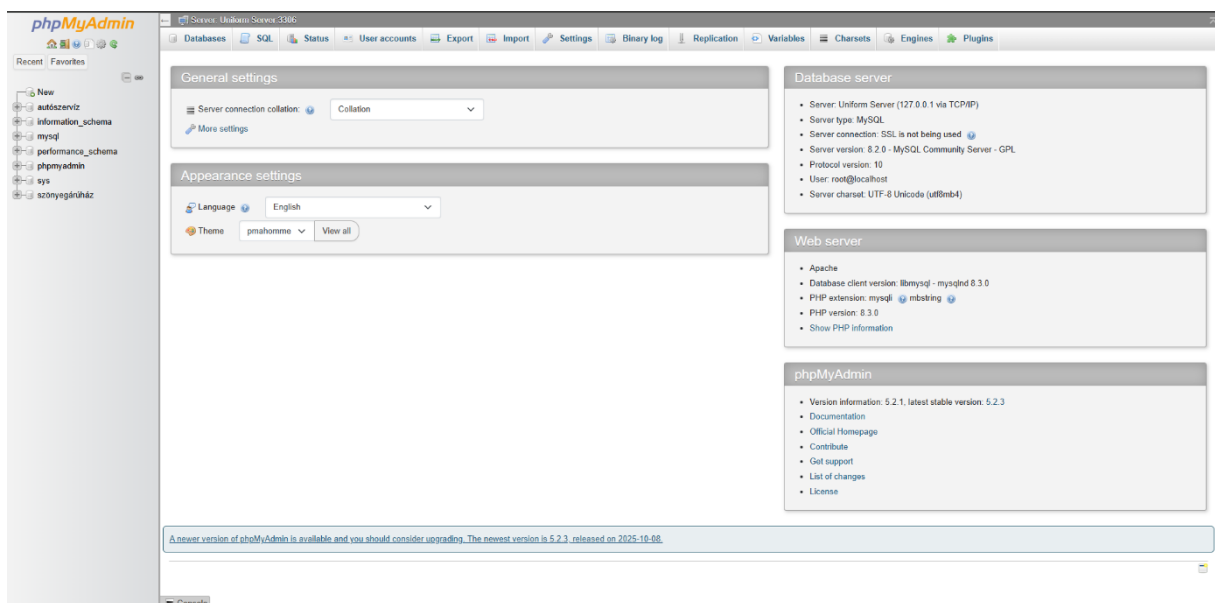 phpMyAdmin
Recent Favorites
New
autószervíz
information_schema
mysql
performance_schema
phpmyadmin
sys
szönyegárúház
Server: Uniform Server:3306
Databases SQL Status User accounts Export Import Settings Binary log Replication Variables Charsets Engines Plugins
General settings
Server connection collation: Collation
More settings
Appearance settings
Language English
Theme pmahomme View all
Database server
• Server: Uniform Server (127.0.0.1 via TCP/IP)
• Server type: MySQL
• Server connection: SSL is not being used
• Server version: 8.2.0 - MySQL Community Server - GPL
• Protocol version: 10
• User: root@localhost
• Server charset: UTF-8 Unicode (utf8mb4)
Web server
• Apache
• Database client version: libmysql - mysqlnd 8.3.0
• PHP extension: mysqli mbstring
• PHP version: 8.3.0
• Show PHP information
phpMyAdmin
• Version information: 5.2.1, latest stable version: 5.2.3
• Documentation
• Official Homepage
• Contribute
• Get support
• List of changes
• License
A newer version of phpMyAdmin is available and you should consider upgrading. The newest version is 5.2.3, released on 2025-10-08.
Console